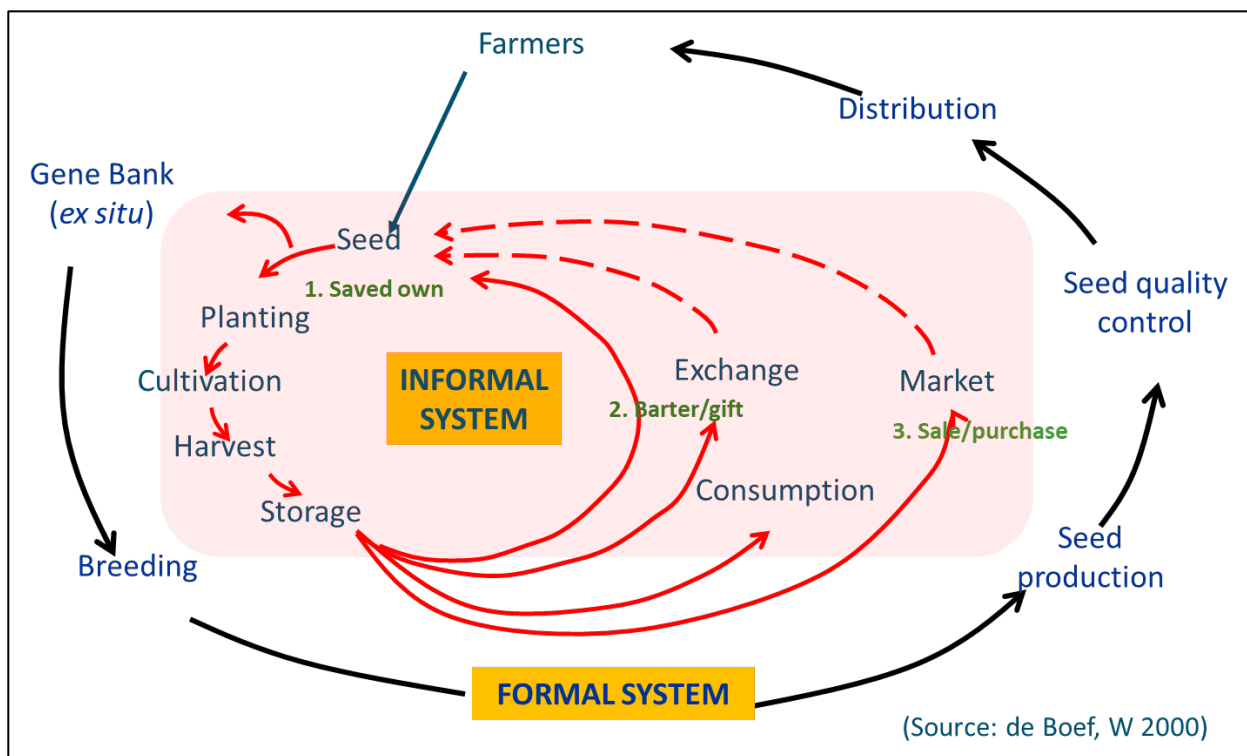 Farmers
Distribution
Gene Bank
(ex situ)
Seed
1. Saved own
Seed quality
control
Planting
Cultivation
INFORMAL
SYSTEM
Exchange
Market
2. Barter/gift
3. Sale/purchase
Harvest
Consumption
Storage
Breeding
Seed
production
FORMAL SYSTEM
(Source: de Boef, W 2000)